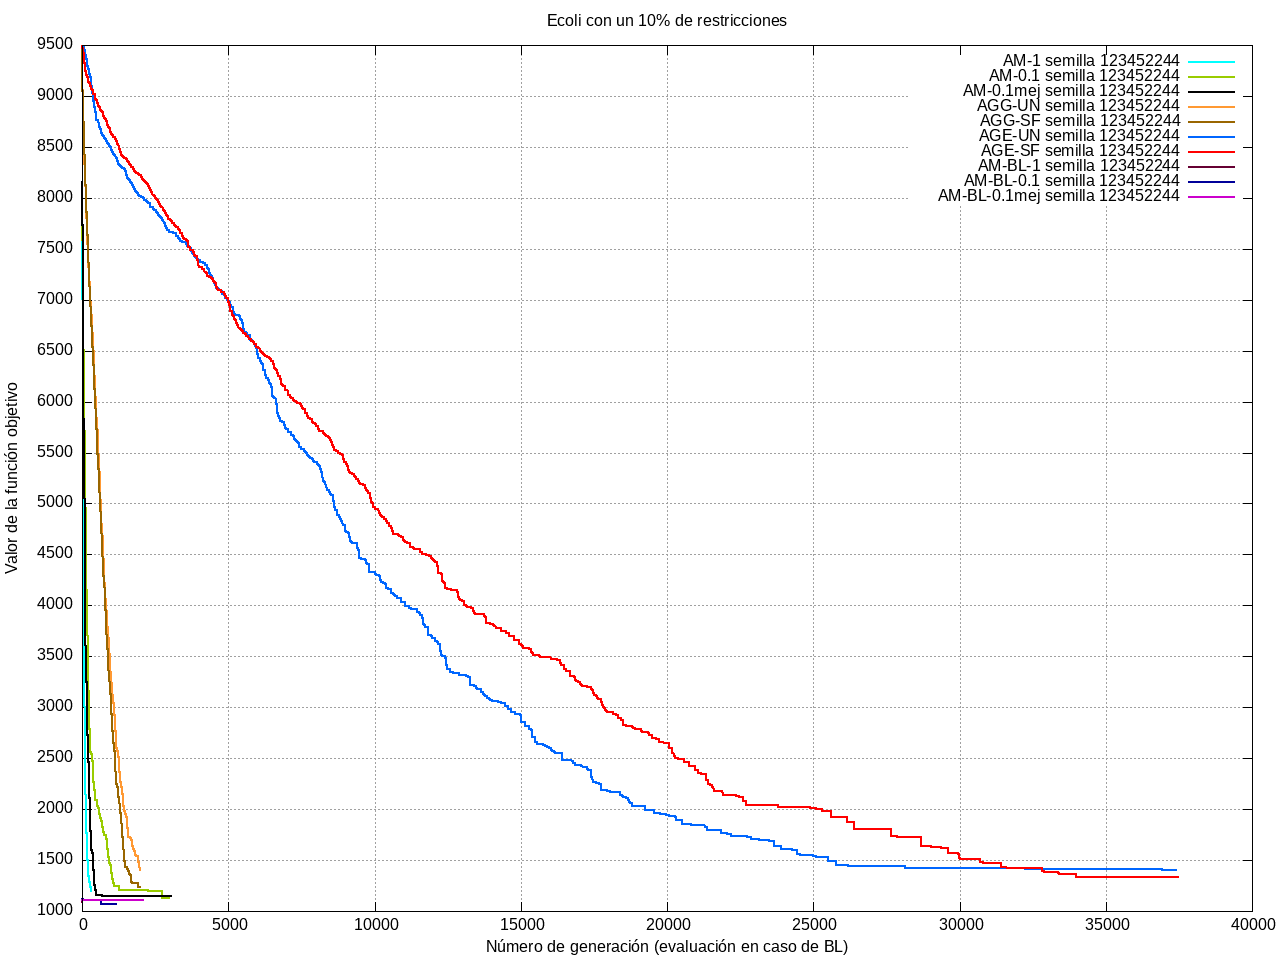 Ecoli con un 10% de restricciones
AM-1 semilla 123452244
AM-0.1 semilla 123452244
AM-0.1mej semilla 123452244
AGG-UN semilla 123452244
AGG-SF semilla 123452244
AGE-UN semilla 123452244
AGE-SF semilla 123452244
AM-BL-1 semilla 123452244
AM-BL-0.1 semilla 123452244
AM-BL-0.1mej semilla 123452244
Valor de la función objetivo
9500
9000
8500
8000
7500
7000
6500
6000
5500
5000
4500
4000
3500
3000
2500
2000
1500
1000
0 5000 10000 15000 20000 25000 30000 35000 40000
Número de generación (evaluación en caso de BL)